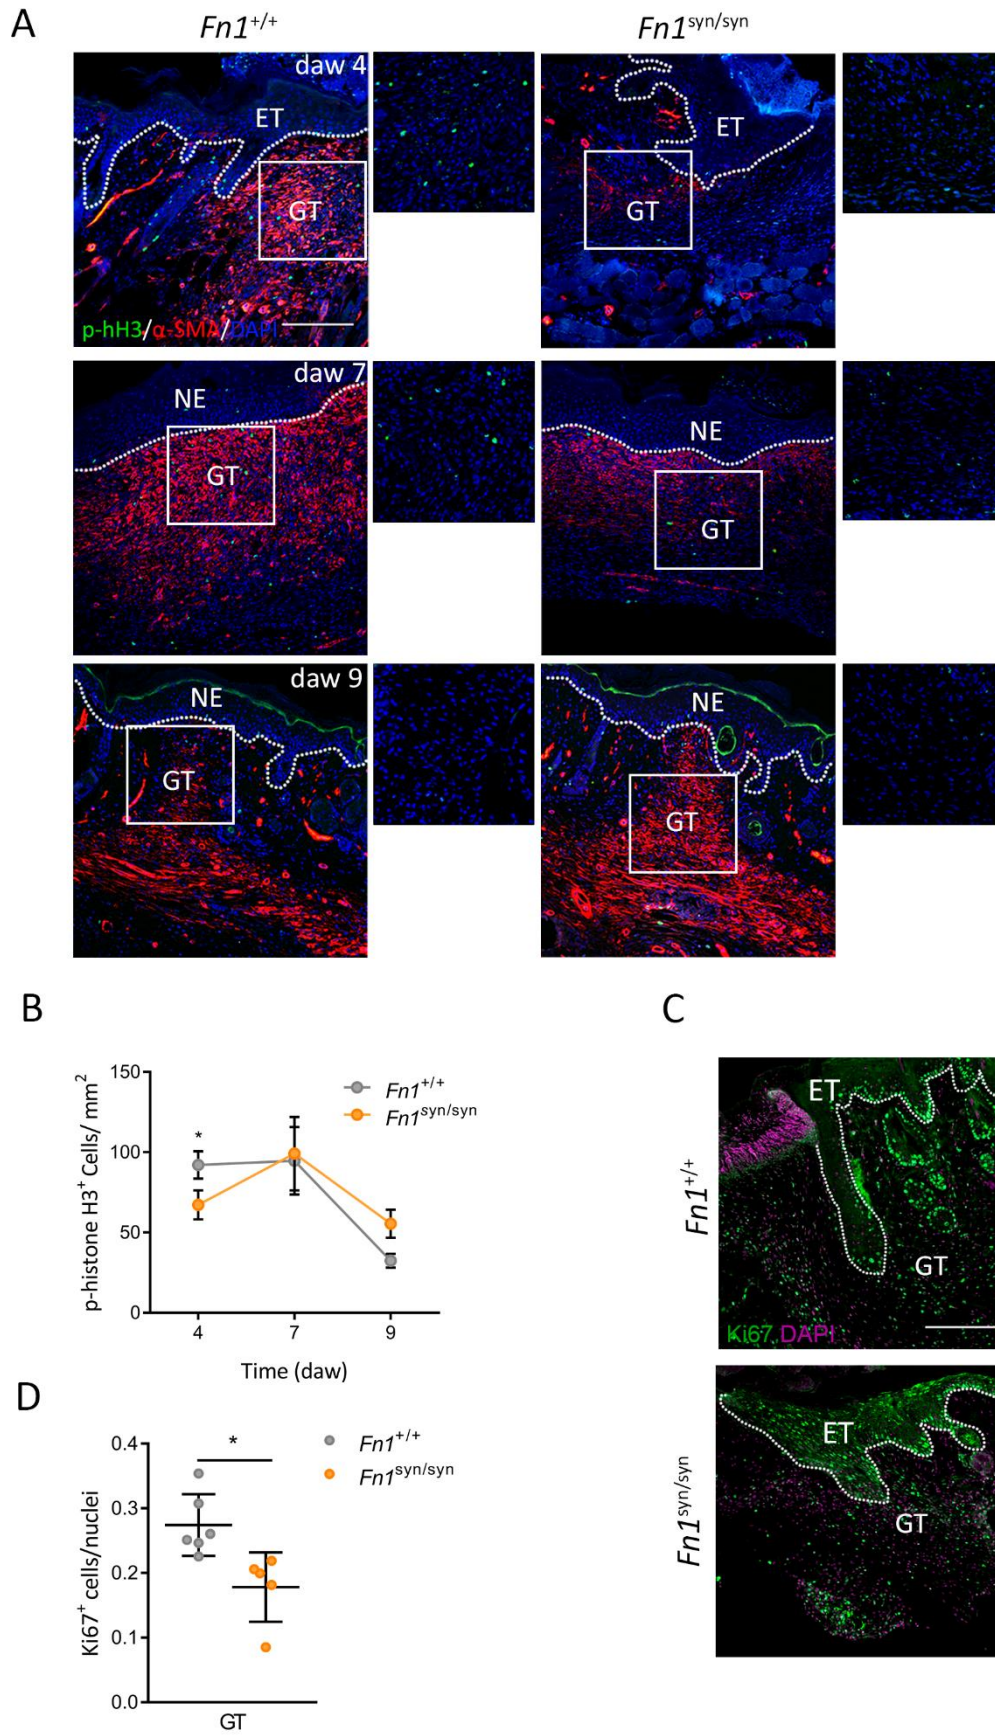 A
Fn1+/+
Fn1syn/syn
daw 4
ET
GT
p-hH3/α-SMA/DAPI
ET
GT
daw 7
NE
GT
NE
GT
daw 9
NE
GT
NE
GT
B
p-histone H3+ Cells/ mm2
150
100
50
0
*
Fn1+/+
Fn1syn/syn
4 7 9
Time (daw)
C
Fn1+/+
ET
GT
Ki67 DAPI
Fn1syn/syn
ET
GT
D
Ki67+ cells/nuclei
0.4
0.3
0.2
0.1
0.0
*
Fn1+/+
Fn1syn/syn
GT